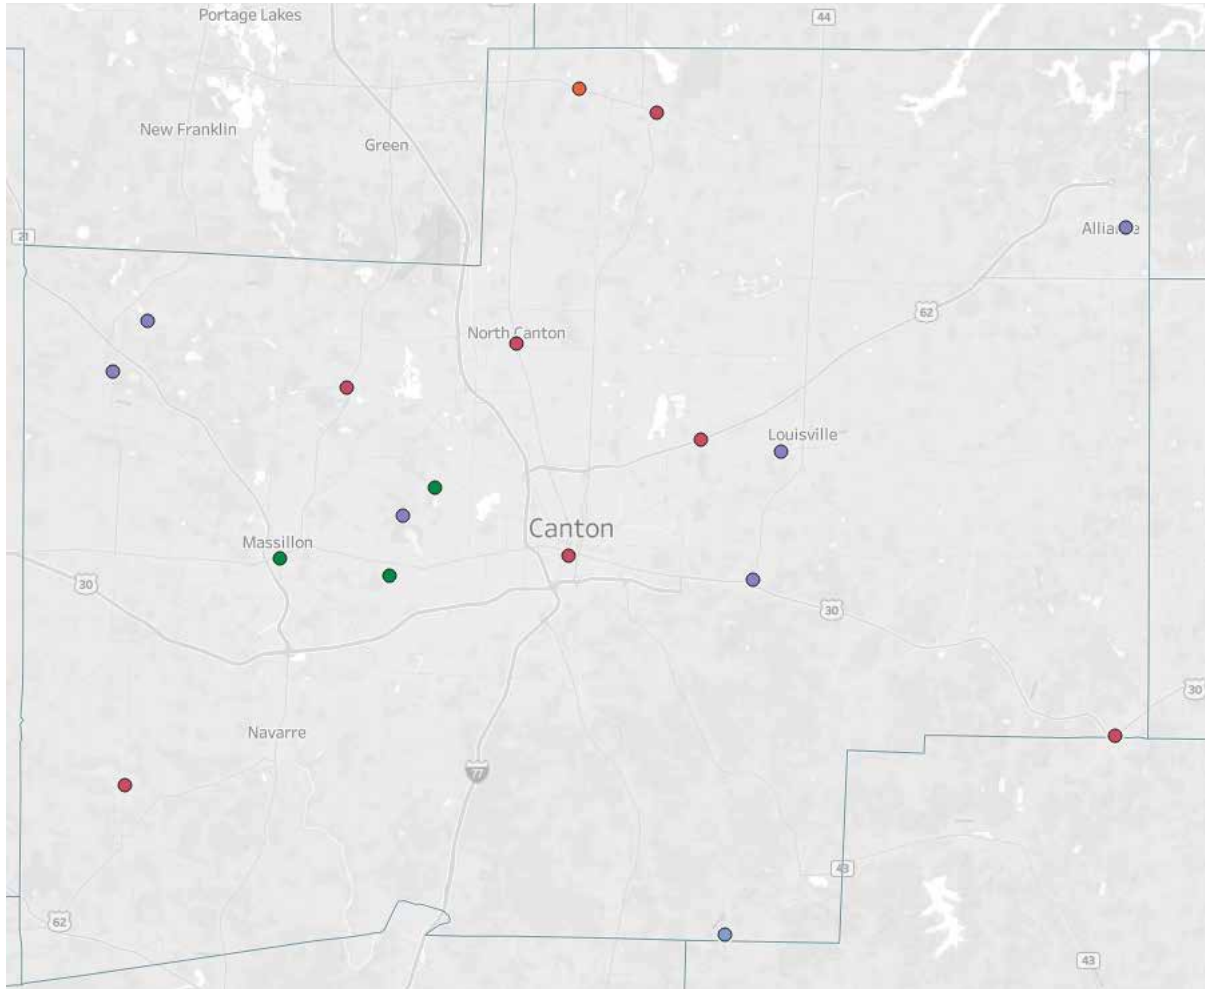 Portage Lakes
44
New Franklin
Green
21
Alliance
62
North Canton
Louisville
Canton
Massillon
30
30
30
Navarre
77
43
62
43